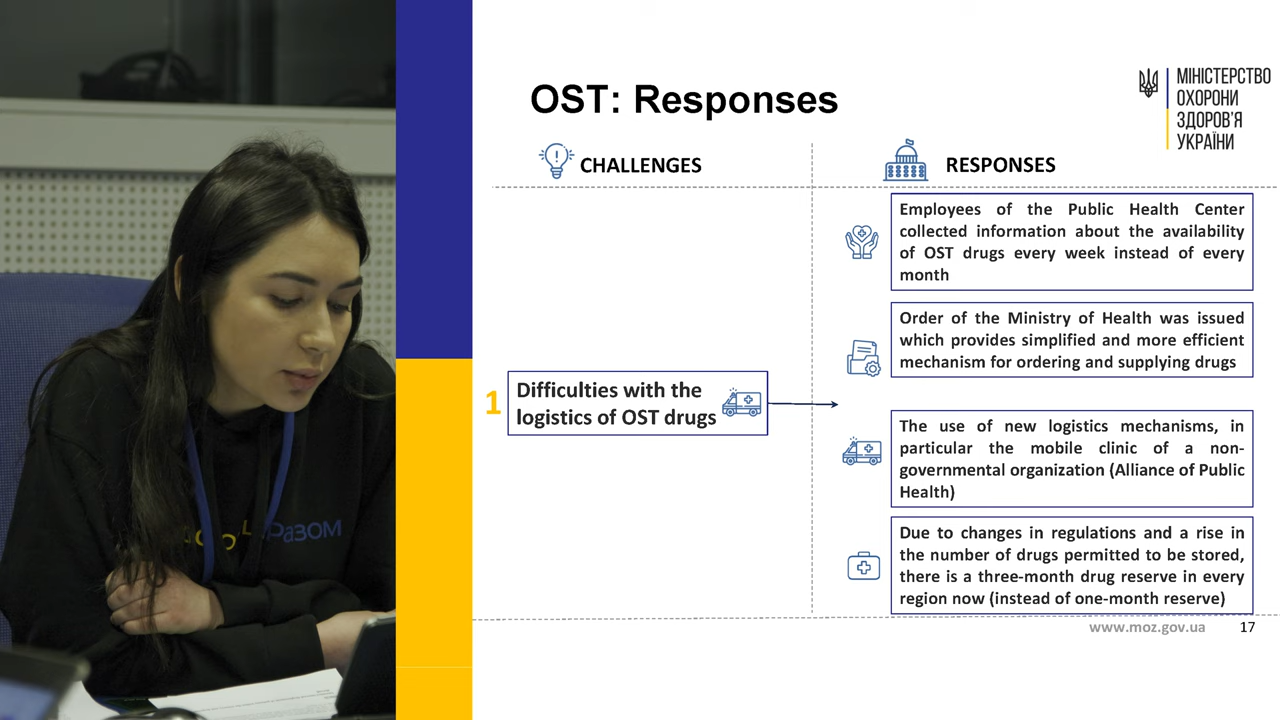 OST: Responses
МІНІСТЕРСТВО
ОХОРОНИ
ЗДОРОВ'Я
УКРАЇНИ
CHALLENGES
RESPONSES
1
Difficulties with the
logistics of OST drugs
Employees of the Public Health Center
collected information about the availability
of OST drugs every week instead of every
month
Order of the Ministry of Health was issued
which provides simplified and more efficient
mechanism for ordering and supplying drugs
The use of new logistics mechanisms, in
particular the mobile clinic of a non-
governmental organization (Alliance of Public
Health)
Due to changes in regulations and a rise in
the number of drugs permitted to be stored,
there is a three-month drug reserve in every
region now (instead of one-month reserve)
www.moz.gov.ua
17
Разом